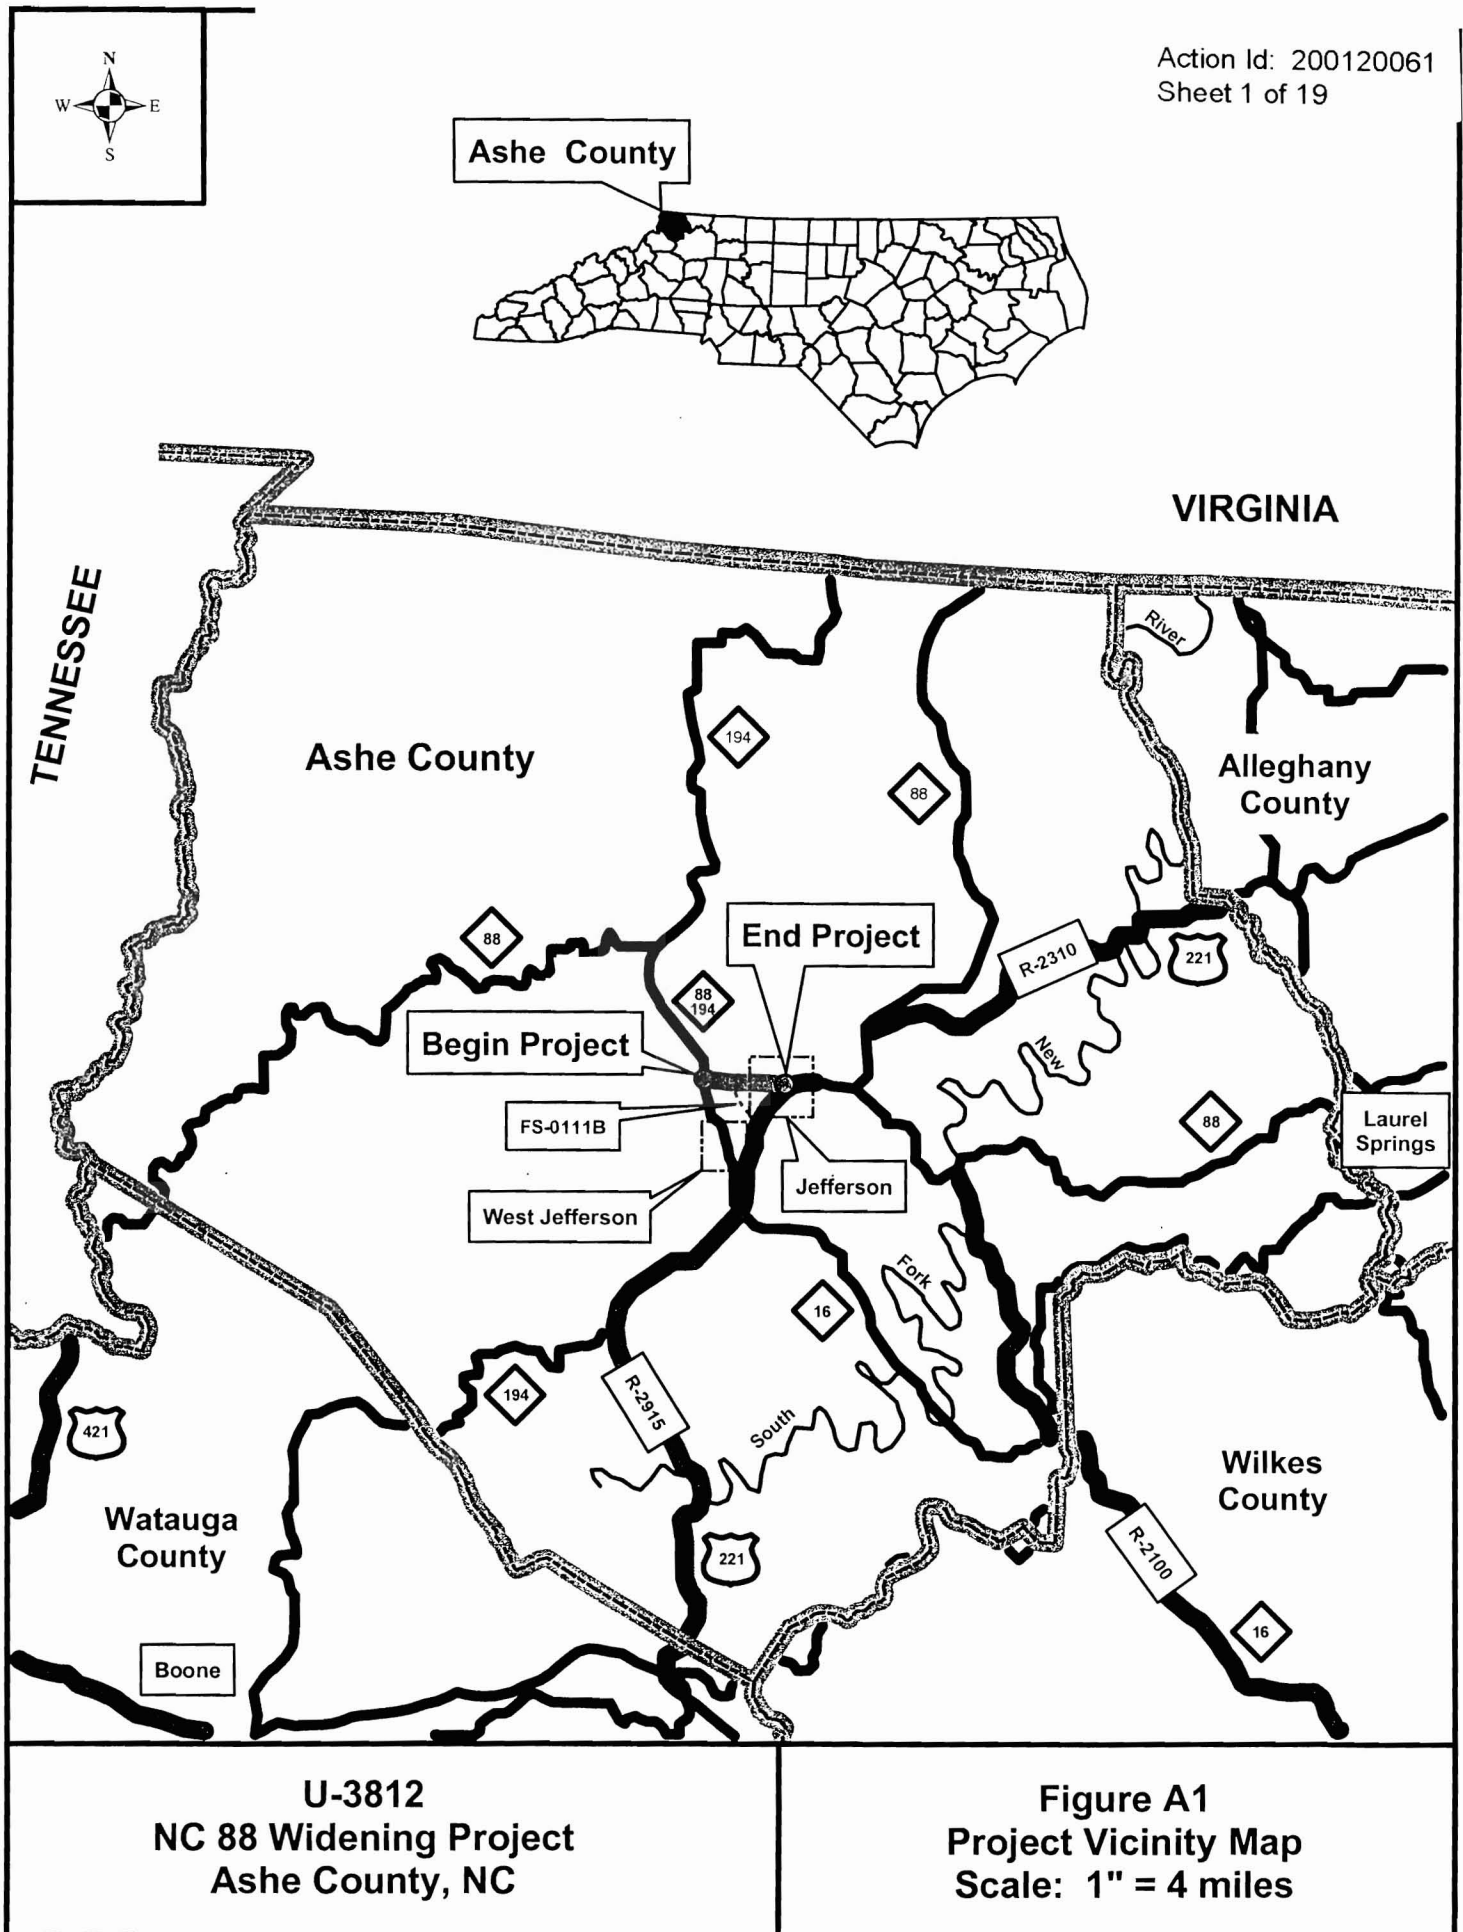 N
W E
S
Action Id: 200120061
Sheet 1 of 19
Ashe County
VIRGINIA
TENNESSEE
River
194
Ashe County
88
Alleghany
County
88
End Project
R-2310
221
88
194
Begin Project
New
FS-0111B
88
Laurel
Springs
Jefferson
West Jefferson
Fork
16
194
R-2915
South
421
Wilkes
County
Watauga
County
221
R-2100
16
Boone
U-3812
NC 88 Widening Project
Ashe County, NC
Figure A1
Project Vicinity Map
Scale: 1" = 4 miles